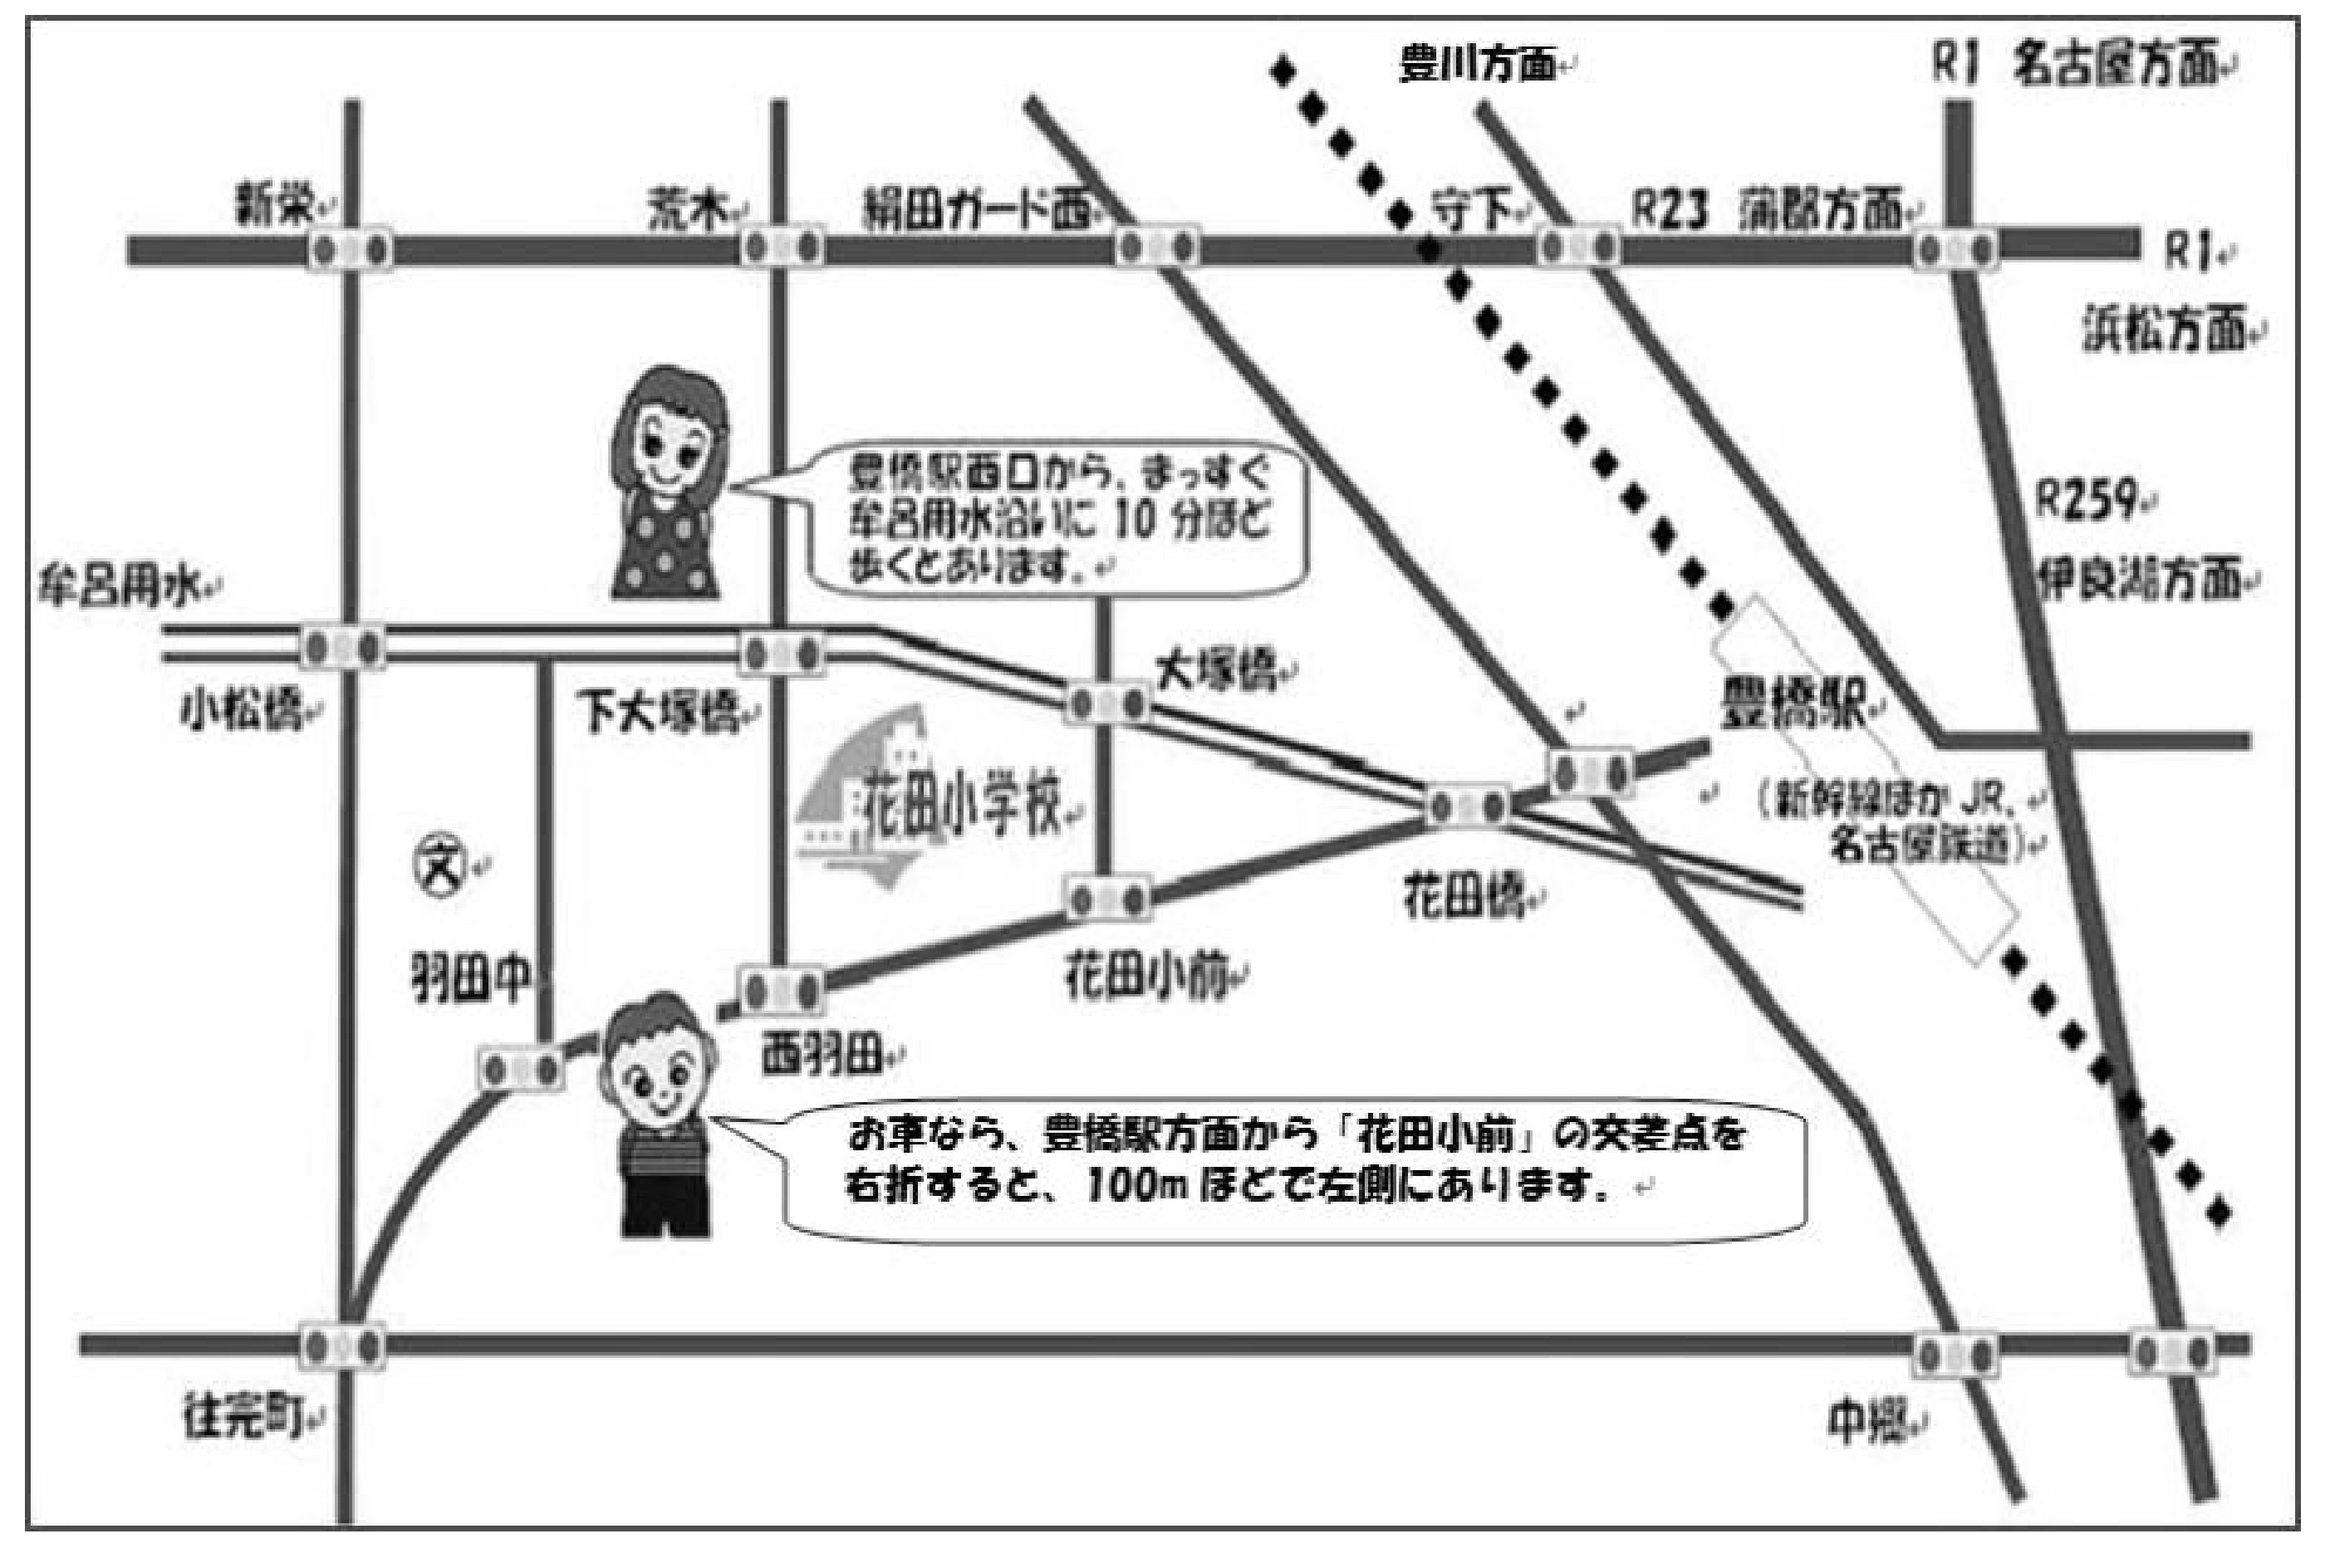 豊川方面
R1 名古屋方面
新栄
荒木
絹田ガード西
守下
R23 蒲郡方面
R1
浜松方面
豊橋駅西口から、まっすぐ
牟呂用水沿いに 10 分ほど
歩くとあります。
R259
伊良湖方面
牟呂用水
小松橋
下大塚橋
大塚橋
豊橋駅
花田小学校
（新幹線ほか JR、
名古屋鉄道）
文
花田橋
羽田中
花田小前
西羽田
お車なら、豊橋駅方面から「花田小前」の交差点を
右折すると、100m ほどで左側にあります。
往完町
中郷